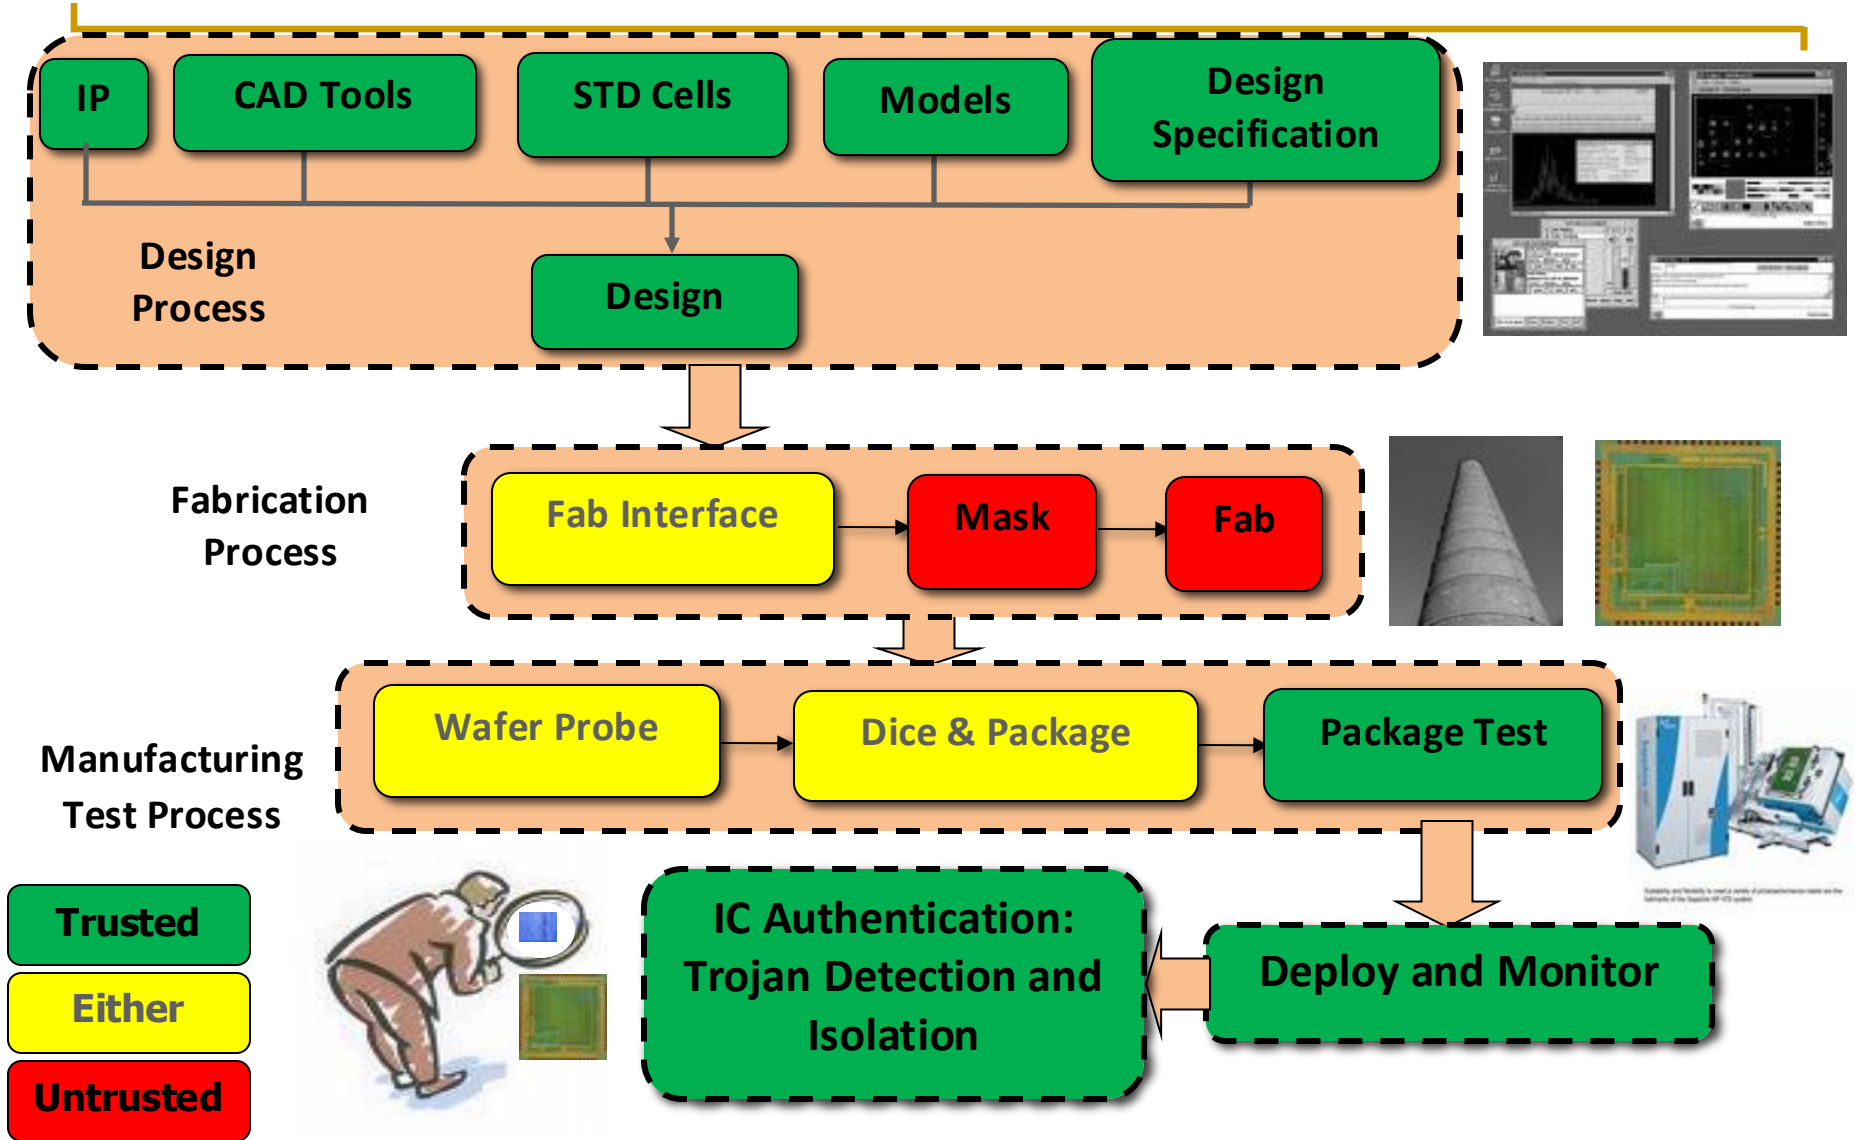 IP
CAD Tools
STD Cells
Models
Design
Specification
Design
Process
Design
Fabrication
Process
Fab Interface
Mask
Fab
Manufacturing
Test Process
Wafer Probe
Dice & Package
Package Test
Trusted
Either
Untrusted
IC Authentication:
Trojan Detection and
Isolation
Deploy and Monitor